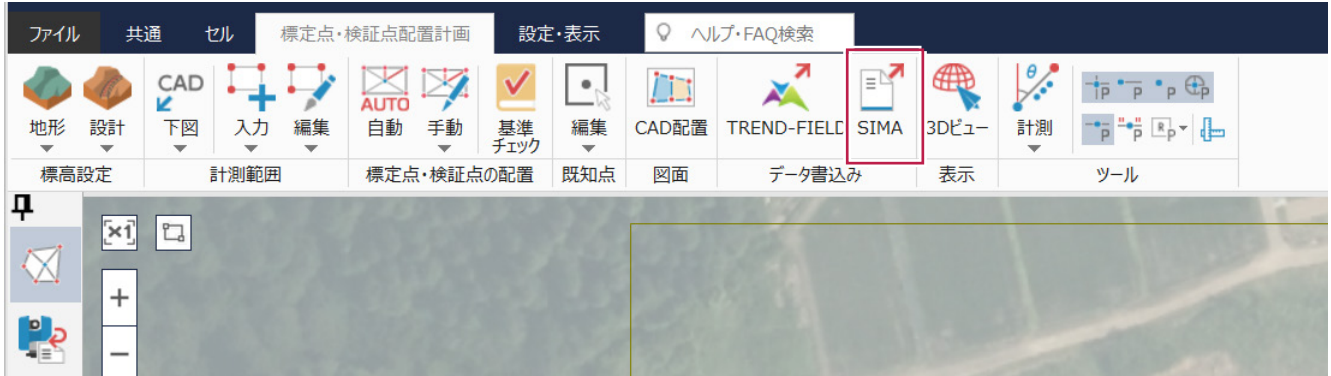 ファイル 共通 セル 標定点・検証点配置計画 設定・表示 ヘルプ・FAQ検索
CAD AUTO θ P P P P
地形 設計 下図 入力 編集 自動 手動 基準チェック 編集 CAD配置 TREND-FIELD SIMA 3Dビュー 計測 P P R P
標高設定 計測範囲 標定点・検証点の配置 既知点 図面 データ書込み 表示 ツール
×1
+
−